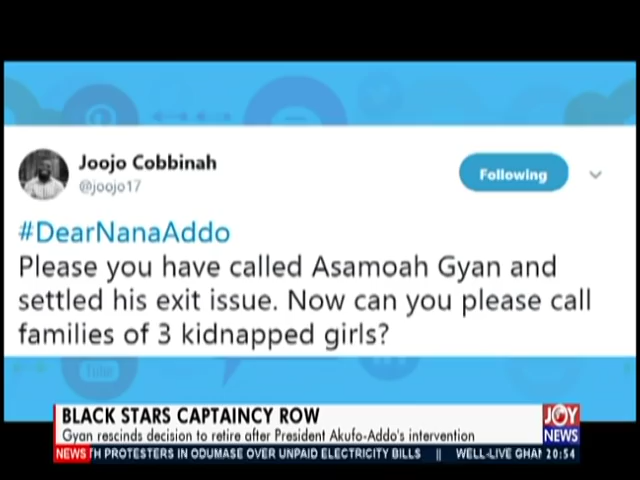 Joojo Cobbinah
@joojo17
Following
#DearNanaAddo
Please you have called Asamoah Gyan and
settled his exit issue. Now can you please call
families of 3 kidnapped girls?
BLACK STARS CAPTAINCY ROW
Gyan rescinds decision to retire after President Akufo-Addo's intervention
JOY
NEWS
NEWS TH PROTESTERS IN ODUMASE OVER UNPAID ELECTRICITY BILLS || WELL-LIVE GHAN 20:54